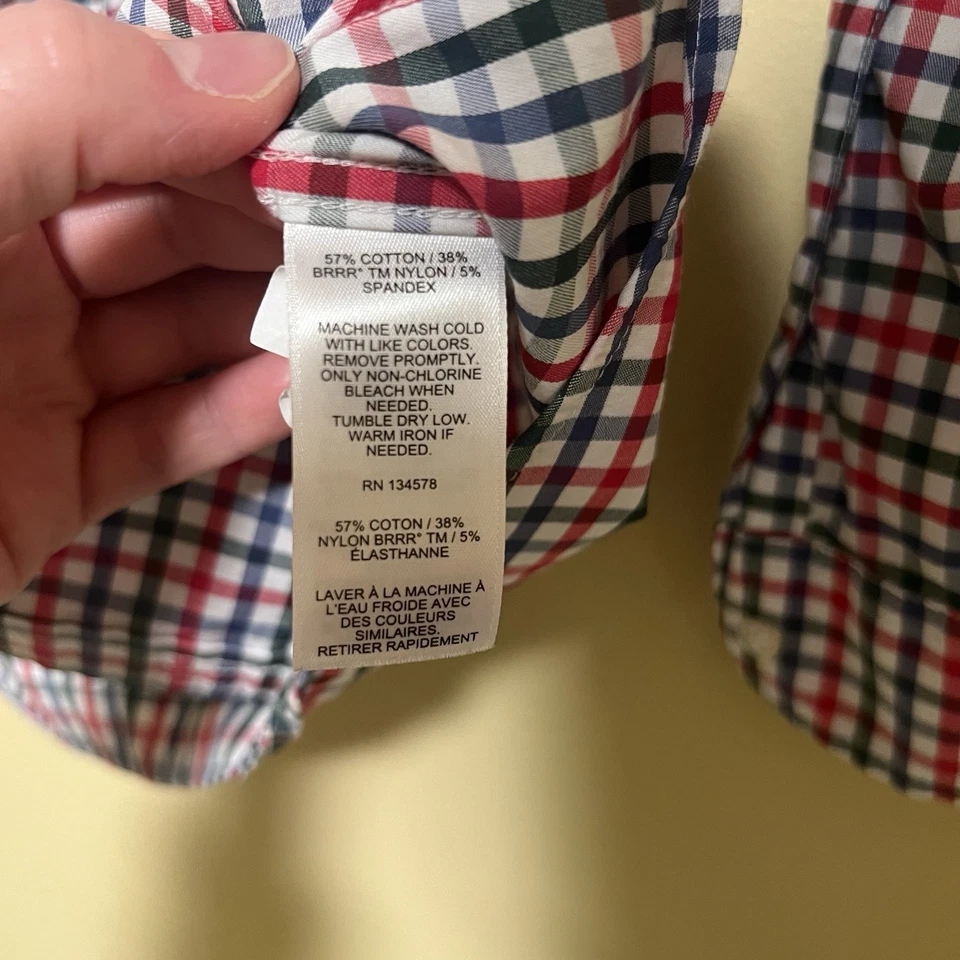 57% COTTON / 38%
BRRR° TM NYLON / 5%
SPANDEX
MACHINE WASH COLD
WITH LIKE COLORS.
REMOVE PROMPTLY.
ONLY NON-CHLORINE
BLEACH WHEN
NEEDED.
TUMBLE DRY LOW.
WARM IRON IF
NEEDED.
RN 134578
57% COTON / 38%
NYLON BRRR° TM / 5%
ÉLASTHANNE
LAVER À LA MACHINE À
L'EAU FROIDE AVEC
DES COULEURS
SIMILAIRES.
RETIRER RAPIDEMENT